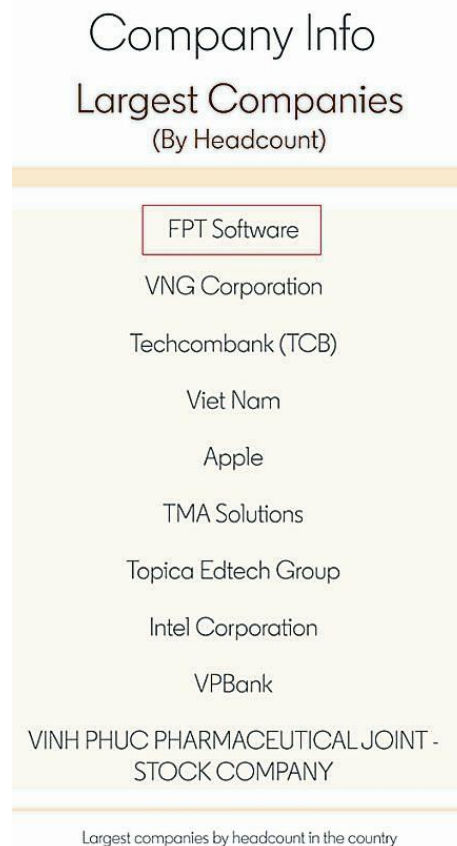 Company Info
Largest Companies
(By Headcount)
FPT Software
VNG Corporation
Techcombank (TCB)
Viet Nam
Apple
TMA Solutions
Topica Edtech Group
Intel Corporation
VPBank
VINH PHUC PHARMACEUTICAL JOINT -
STOCK COMPANY
Largest companies by headcount in the country